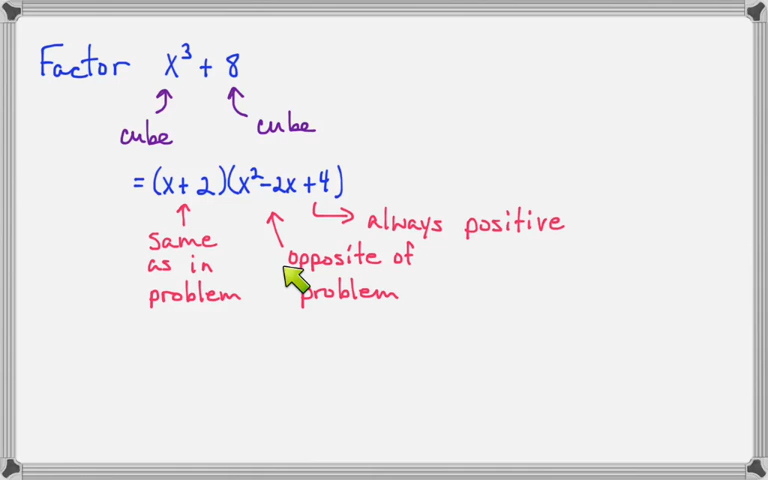 Factor x³ + 8
cube cube
= (x + 2)(x² - 2x + 4)
same as in problem
opposite of problem
always positive